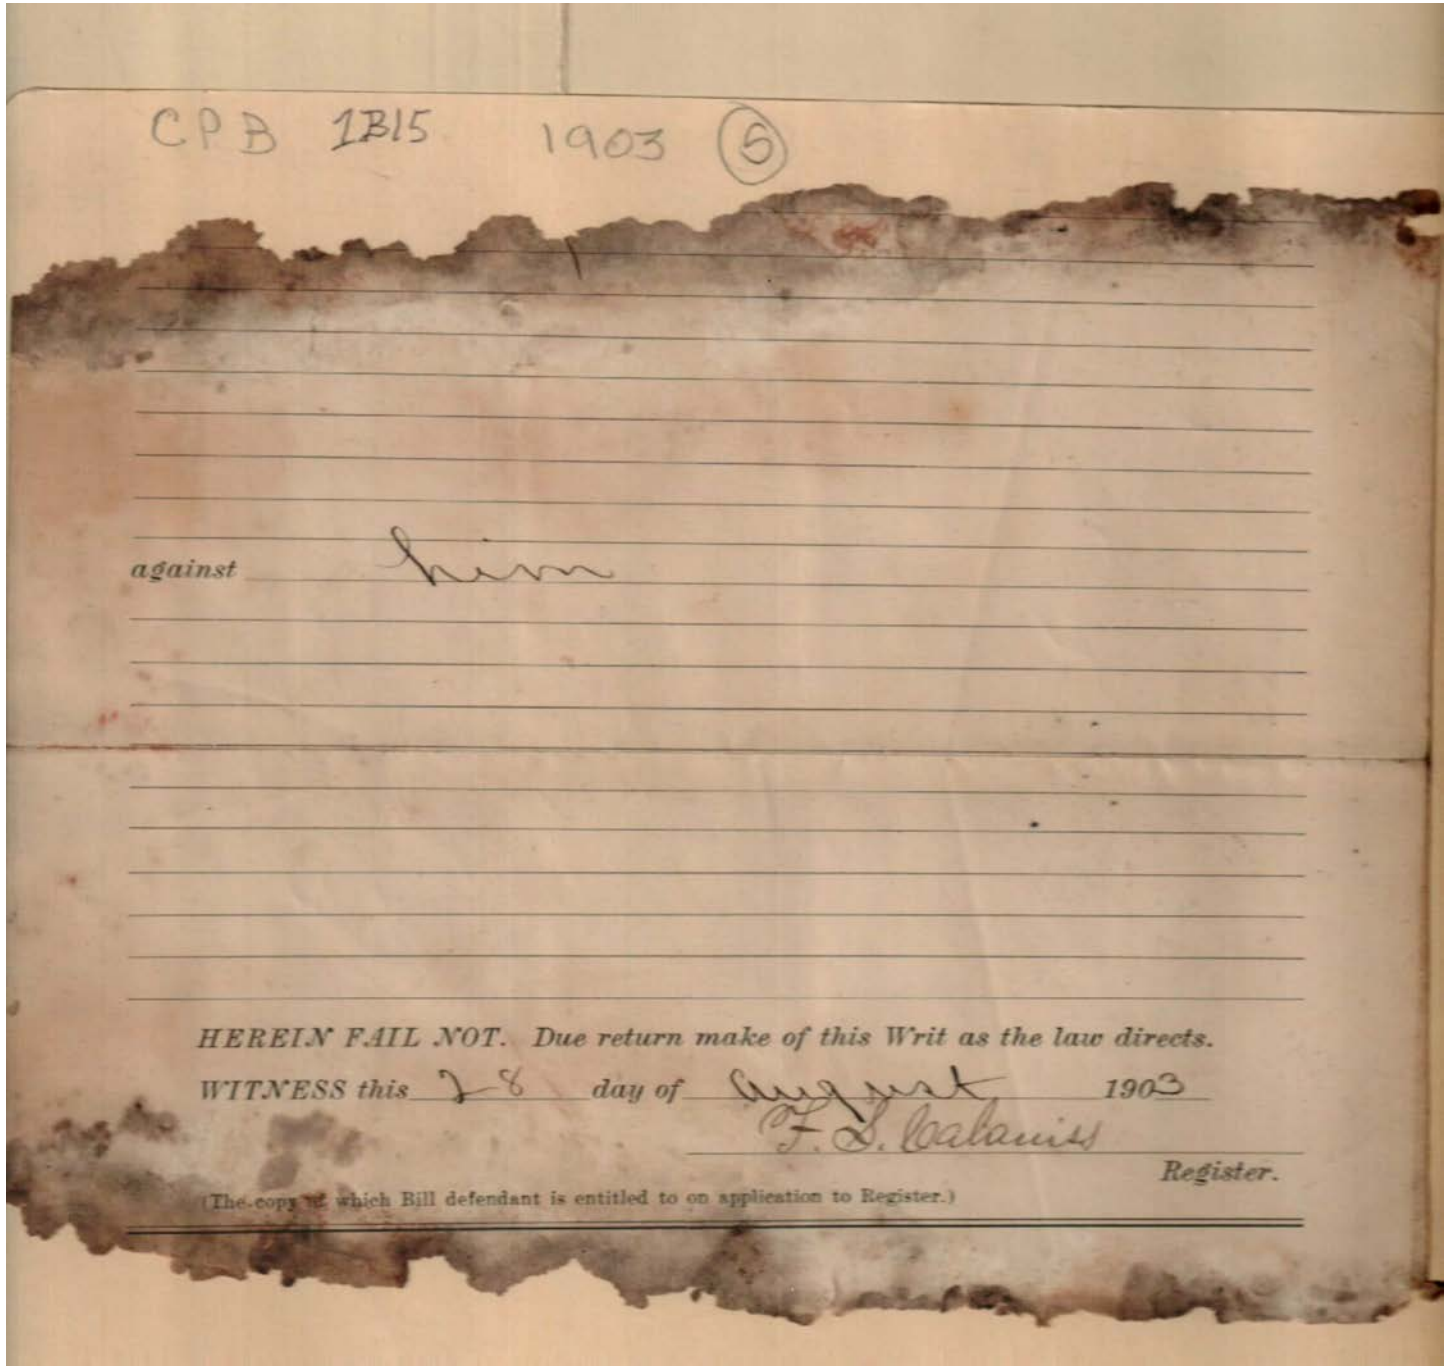 CPB 1B15 1903 5
against him
HEREIN FAIL NOT. Due return make of this Writ as the law directs.
WITNESS this 28 day of August 1903
F. S. Calamiss
Register.
(The copy of which Bill defendant is entitled to on application to Register.)